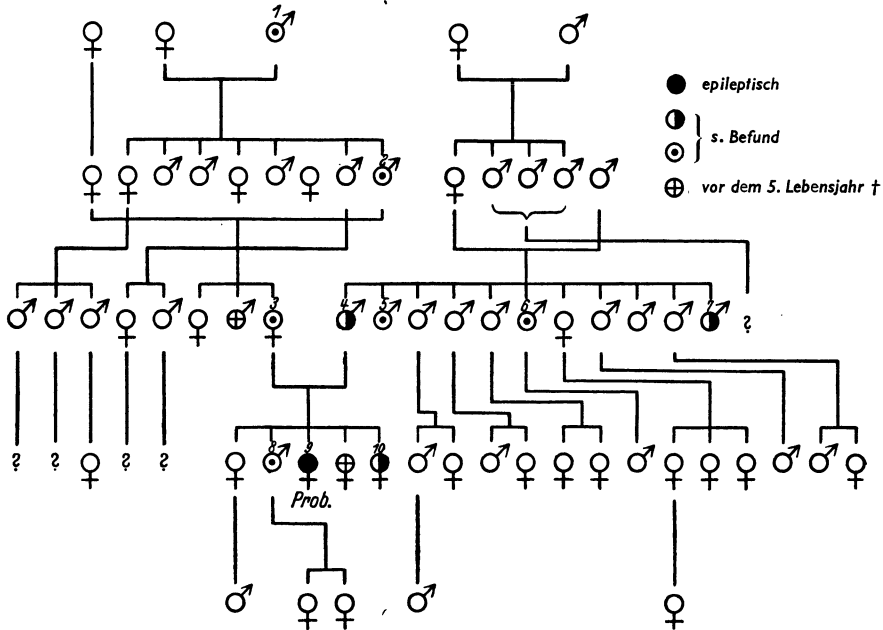 1
epileptisch
s. Befund
2
vor dem 5. Lebensjahr †
3 4 5 6 7 ?
? ? ? ? 8 9 10
Prob.